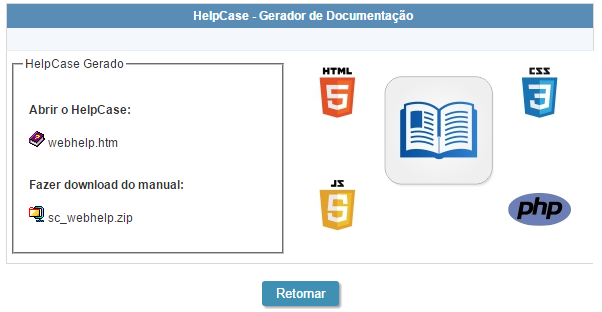 HelpCase - Gerador de Documentação
HelpCase Gerado
Abrir o HelpCase:
webhelp.htm
Fazer download do manual:
sc_webhelp.zip
HTML
5
CSS
3
JS
5
php
Retornar